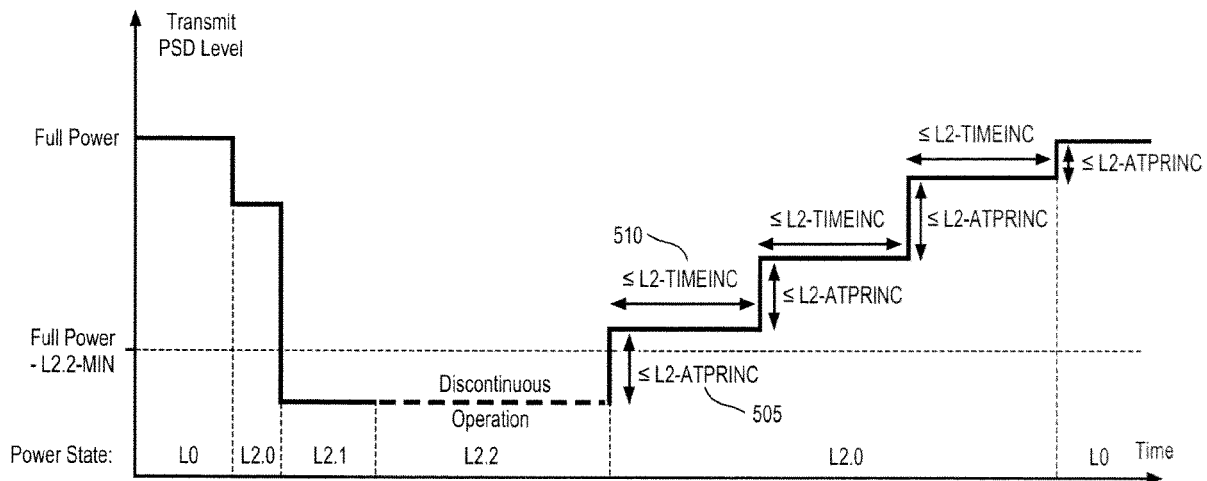 Transmit
PSD Level
Full Power
≤ L2-TIMEINC
≤ L2-ATPRINC
≤ L2-TIMEINC
≤ L2-ATPRINC
510
≤ L2-TIMEINC
≤ L2-ATPRINC
Full Power
- L2.2-MIN
≤ L2-ATPRINC
505
Discontinuous
Operation
Power State: L0 L2.0 L2.1 L2.2 L2.0 L0 Time